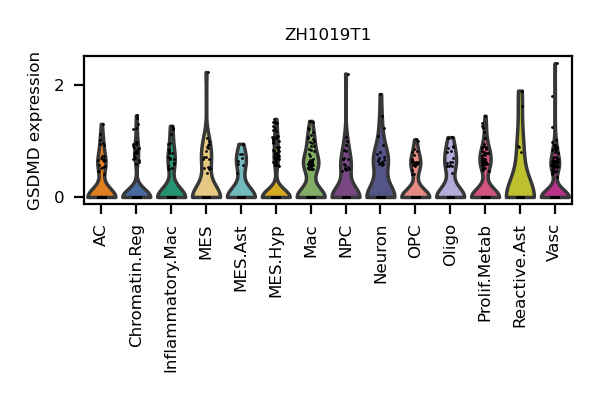 ZH1019T1
GSDMD expression
2
0
AC
Chromatin.Reg
Inflammatory.Mac
MES
MES.Ast
MES.Hyp
Mac
NPC
Neuron
OPC
Oligo
Prolif.Metab
Reactive.Ast
Vasc